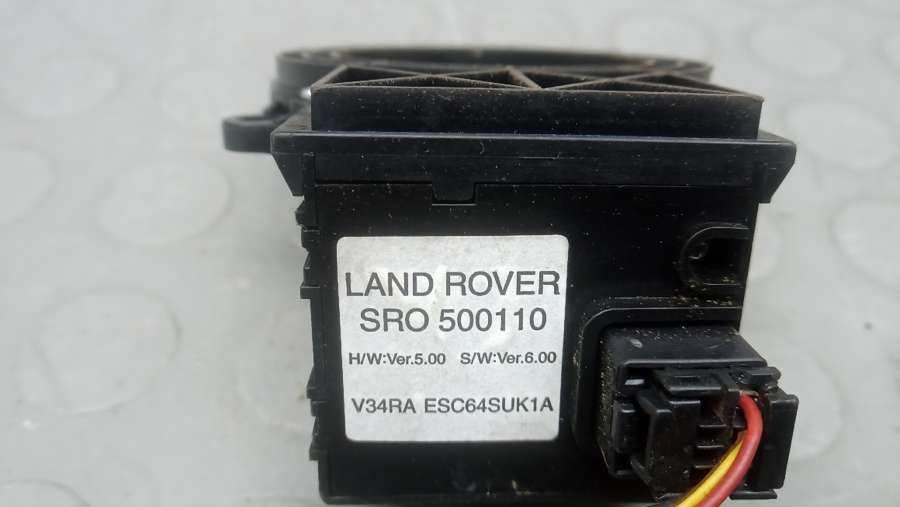 LAND ROVER
SRO 500110
H/W:Ver.5.00 S/W:Ver.6.00
V34RA ESC64SUK1A